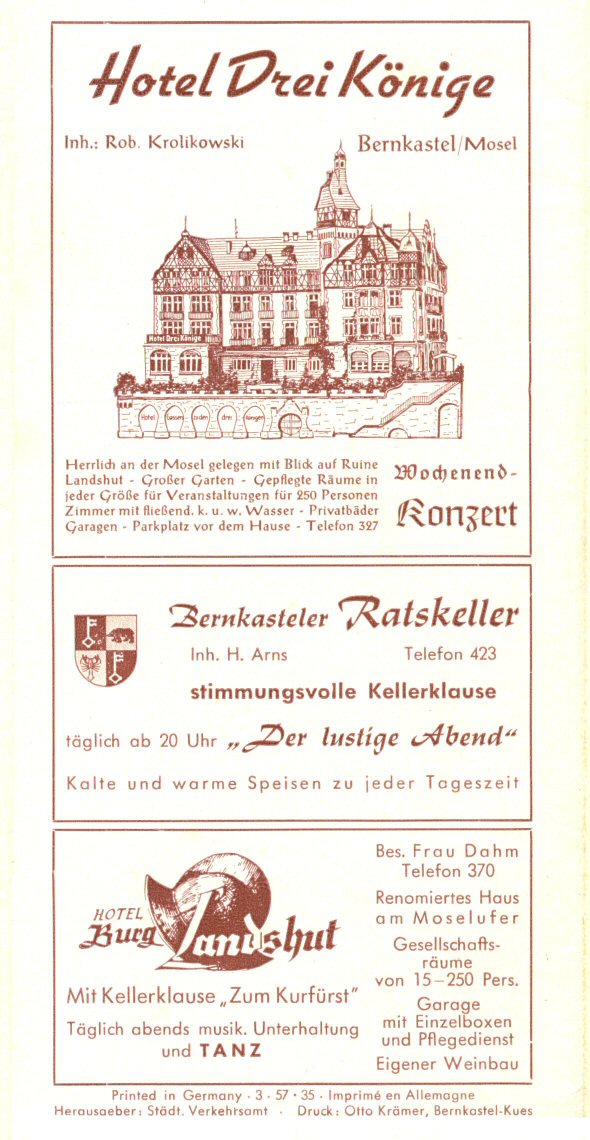 Hotel Drei Könige
Inh.: Rob. Krolikowski
Bernkastel/Mosel
Hotel Drei Könige
Hotel Gassen zu den drei Königen
Herrlich an der Mosel gelegen mit Blick auf Ruine
Landshut - Großer Garten - Gepflegte Räume in
jeder Größe für Veranstaltungen für 250 Personen
Zimmer mit fließend. k. u. w. Wasser - Privatbäder
Garagen - Parkplatz vor dem Hause - Telefon 327
Wochenend-
Konzert
Bernkasteler Ratskeller
Inh. H. Arns
Telefon 423
stimmungsvolle Kellerklause
täglich ab 20 Uhr „Der lustige Abend“
Kalte und warme Speisen zu jeder Tageszeit
HOTEL
Burg Landshut
Mit Kellerklause „Zum Kurfürst”
Täglich abends musik. Unterhaltung
und TANZ
Bes. Frau Dahm
Telefon 370
Renomiertes Haus
am Moselufer
Gesellschafts-
räume
von 15–250 Pers.
Garage
mit Einzelboxen
und Pflegedienst
Eigener Weinbau
Printed in Germany · 3 · 57 · 35 · Imprimé en Allemagne
Herausgeber: Städt. Verkehrsamt · Druck: Otto Krämer, Bernkastel-Kues